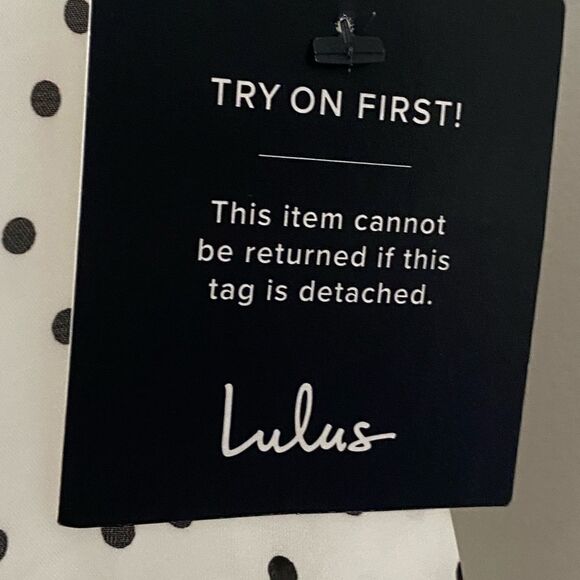 TRY ON FIRST!
This item cannot
be returned if this
tag is detached.
Lulus